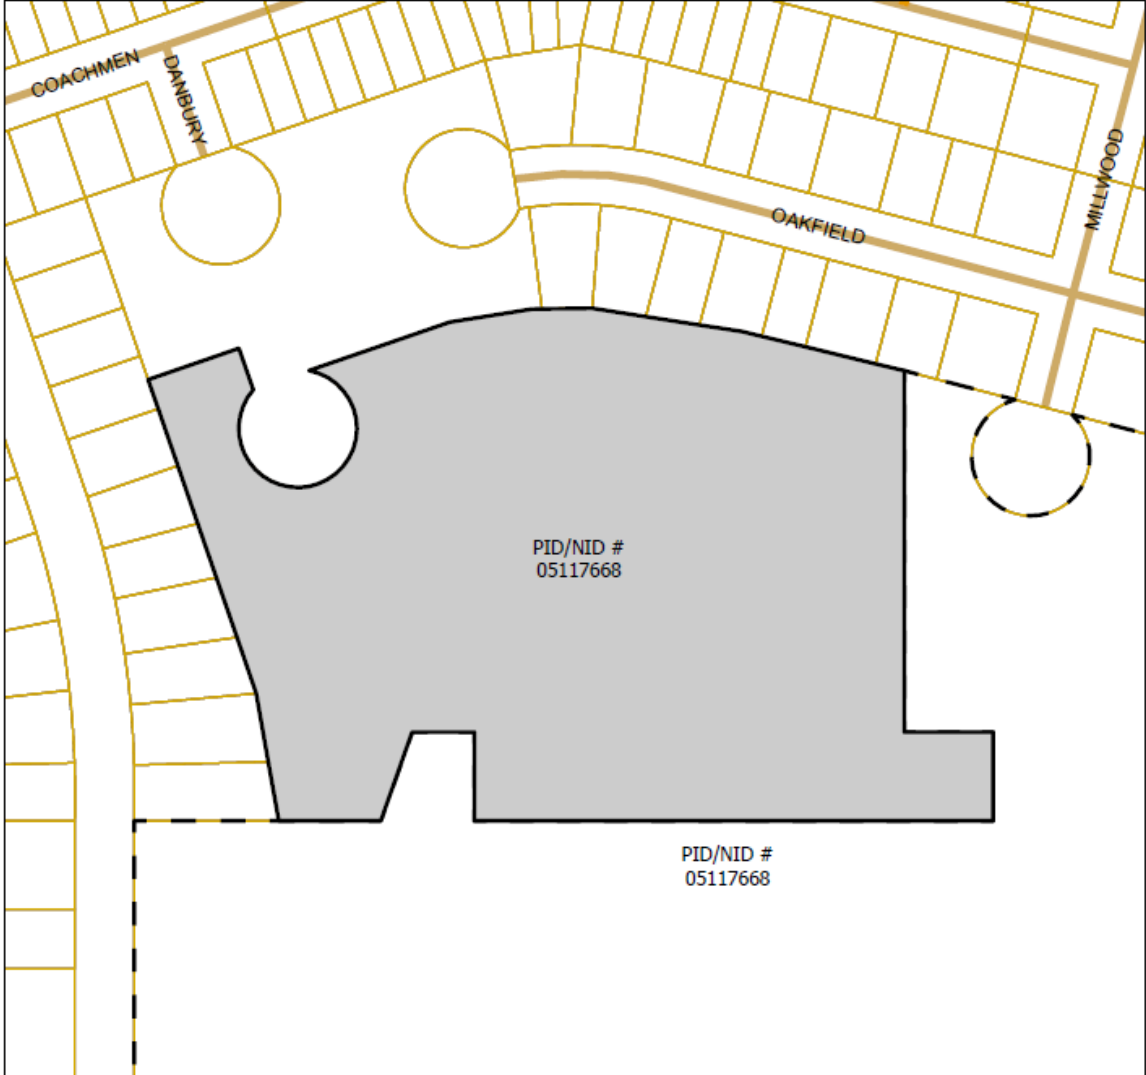 COACHMEN
DANBURY
MILLWOOD
OAKFIELD
PID/NID #
05117668
PID/NID #
05117668